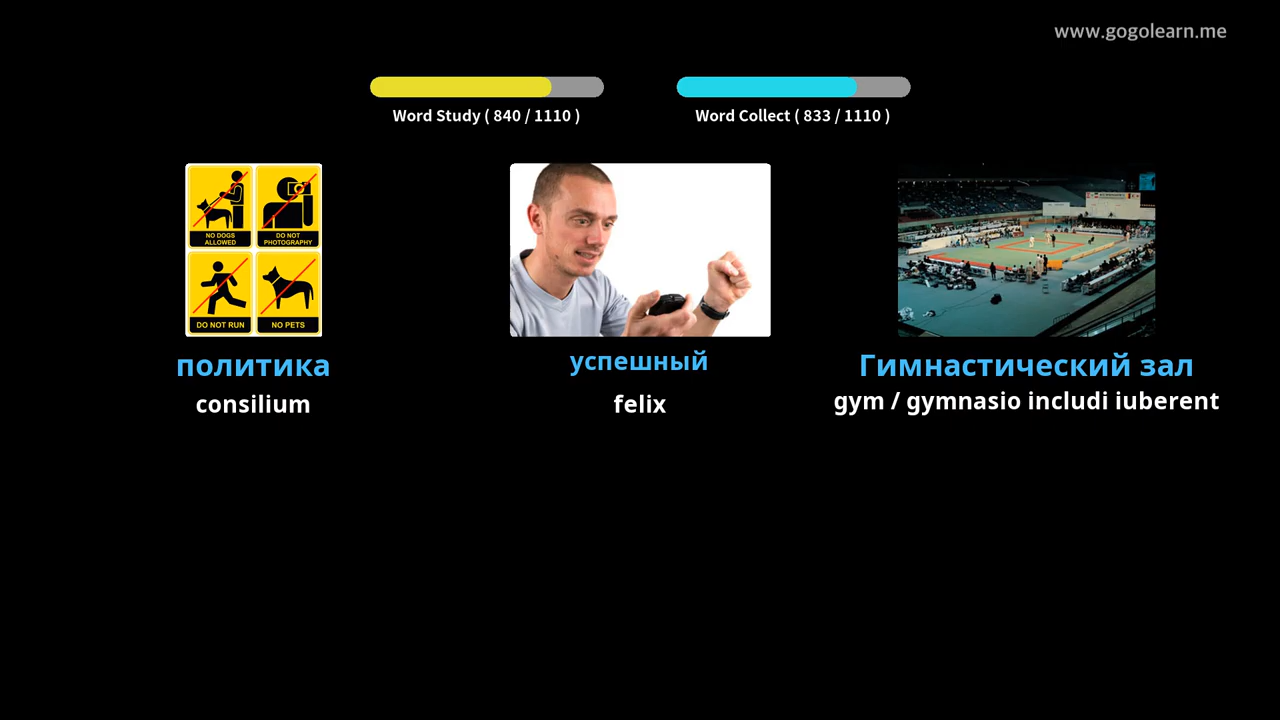 www.gogolearn.me
Word Study ( 840 / 1110 )
Word Collect ( 833 / 1110 )
NO DOGS
ALLOWED
DO NOT
PHOTOGRAPHY
DO NOT RUN
NO PETS
политика
успешный
Гимнастический зал
consilium
felix
gym / gymnasio includi iuberent